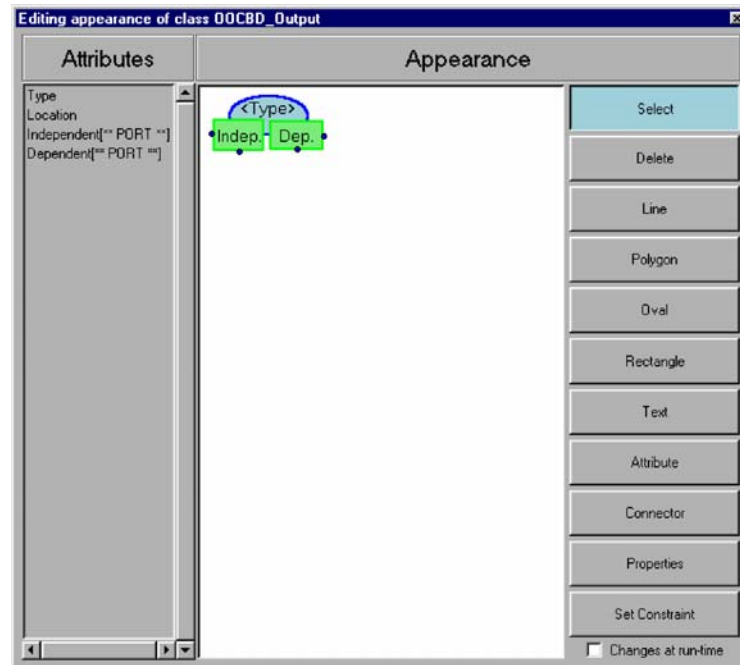 Editing appearance of class OOCBD_Output
Attributes
Appearance
Type
Location
Independent[** PORT **]
Dependent[** PORT **]
<Type>
Indep. Dep.
Select
Delete
Line
Polygon
Oval
Rectangle
Text
Attribute
Connector
Properties
Set Constraint
Changes at run-time